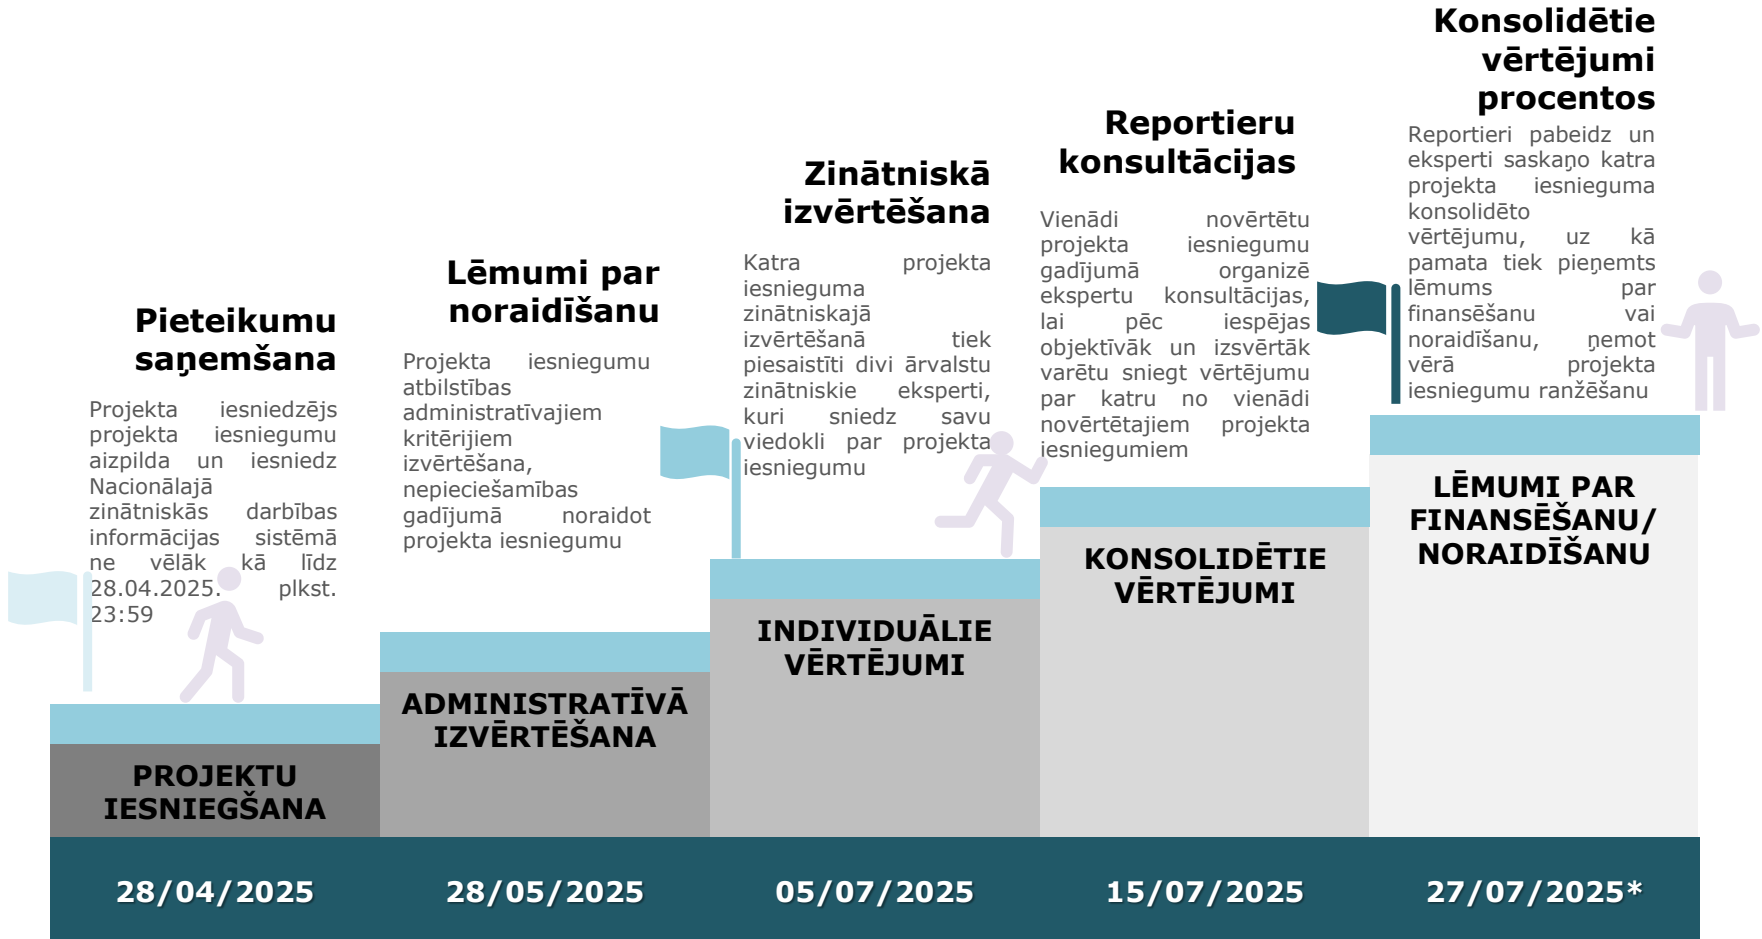 Pieteikumu
saņemšana
Projekta iesniedzējs
projekta iesniegumu
aizpilda un iesniedz
Nacionālajā
zinātniskās darbības
informācijas sistēmā
ne vēlāk kā līdz
28.04.2025. plkst.
23:59
PROJEKTU
IESNIEGŠANA
28/04/2025
Lēmumi par
noraidīšanu
Projekta iesniegumu
atbilstības
administratīvajiem
kritērijiem
izvērtēšana,
nepieciešamības
gadījumā noraidot
projekta iesniegumu
ADMINISTRATĪVĀ
IZVĒRTĒŠANA
28/05/2025
Zinātniskā
izvērtēšana
Katra projekta
iesnieguma
zinātniskajā
izvērtēšanā tiek
piesaistīti divi ārvalstu
zinātniskie eksperti,
kuri sniedz savu
viedokli par projekta
iesniegumu
INDIVIDUĀLIE
VĒRTĒJUMI
05/07/2025
Reportieru
konsultācijas
Vienādi novērtētu
projekta iesniegumu
gadījumā organizē
ekspertu konsultācijas,
lai pēc iespējas
objektīvāk un izsvērtāk
varētu sniegt vērtējumu
par katru no vienādi
novērtētajiem projekta
iesniegumiem
KONSOLIDĒTIE
VĒRTĒJUMI
15/07/2025
Konsolidētie
vērtējumi
procentos
Reportieri pabeidz un
eksperti saskaņo katra
projekta iesnieguma
konsolidēto
vērtējumu, uz kā
pamata tiek pieņemts
lēmums par
finansēšanu vai
noraidīšanu, ņemot
vērā projekta
iesniegumu ranžēšanu
LĒMUMI PAR
FINANSĒŠANU/
NORAIDĪŠANU
27/07/2025*